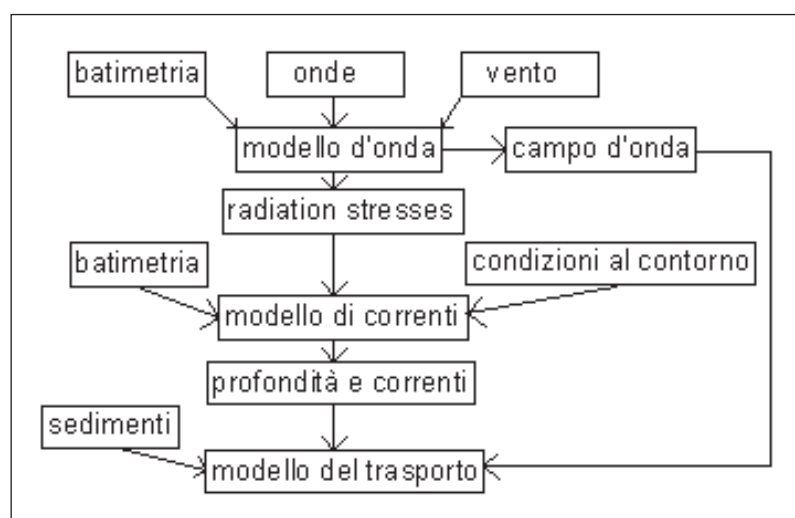 batimetria
onde
vento
modello d'onda
campo d'onda
radiation stresses
batimetria
condizioni al contorno
modello di correnti
profondità e correnti
sedimenti
modello del trasporto